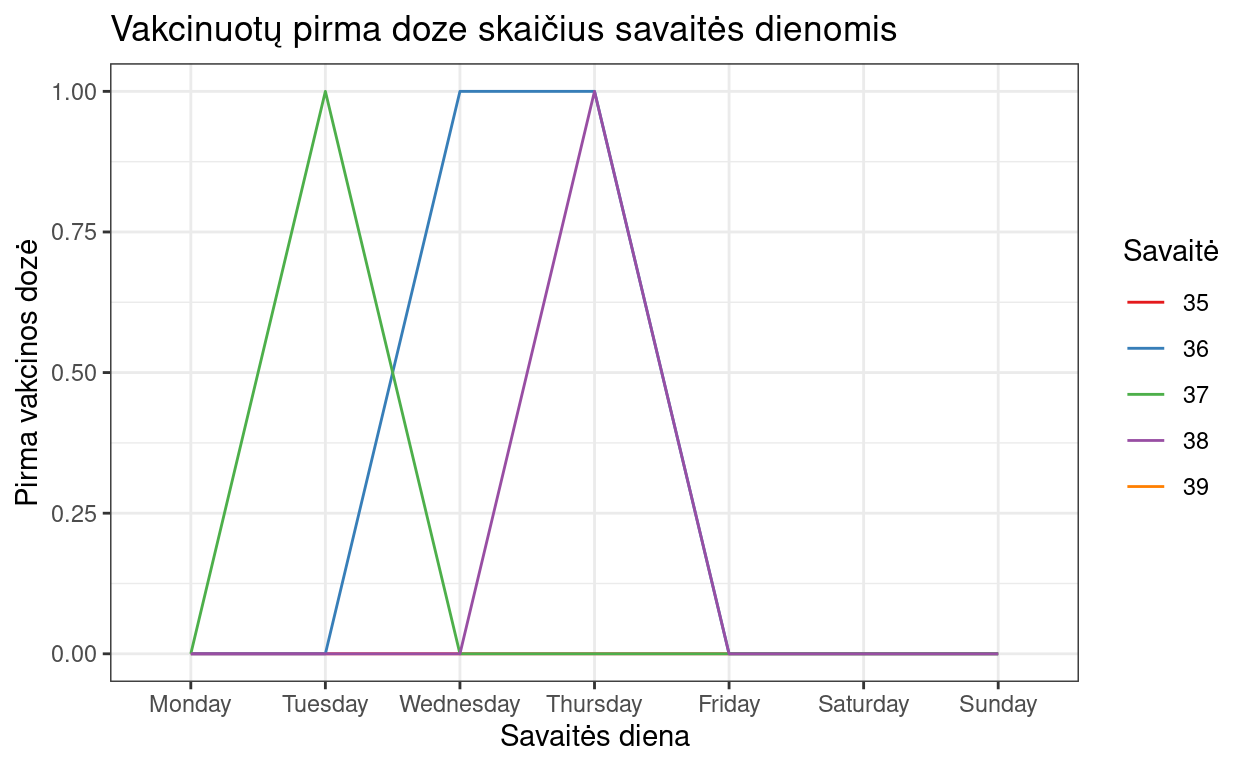 Vakcinuotų pirma doze skaičius savaitės dienomis
Pirma vakcinos dozė
1.00
0.75
0.50
0.25
0.00
Monday Tuesday Wednesday Thursday Friday Saturday Sunday
Savaitės diena
Savaitė
35
36
37
38
39